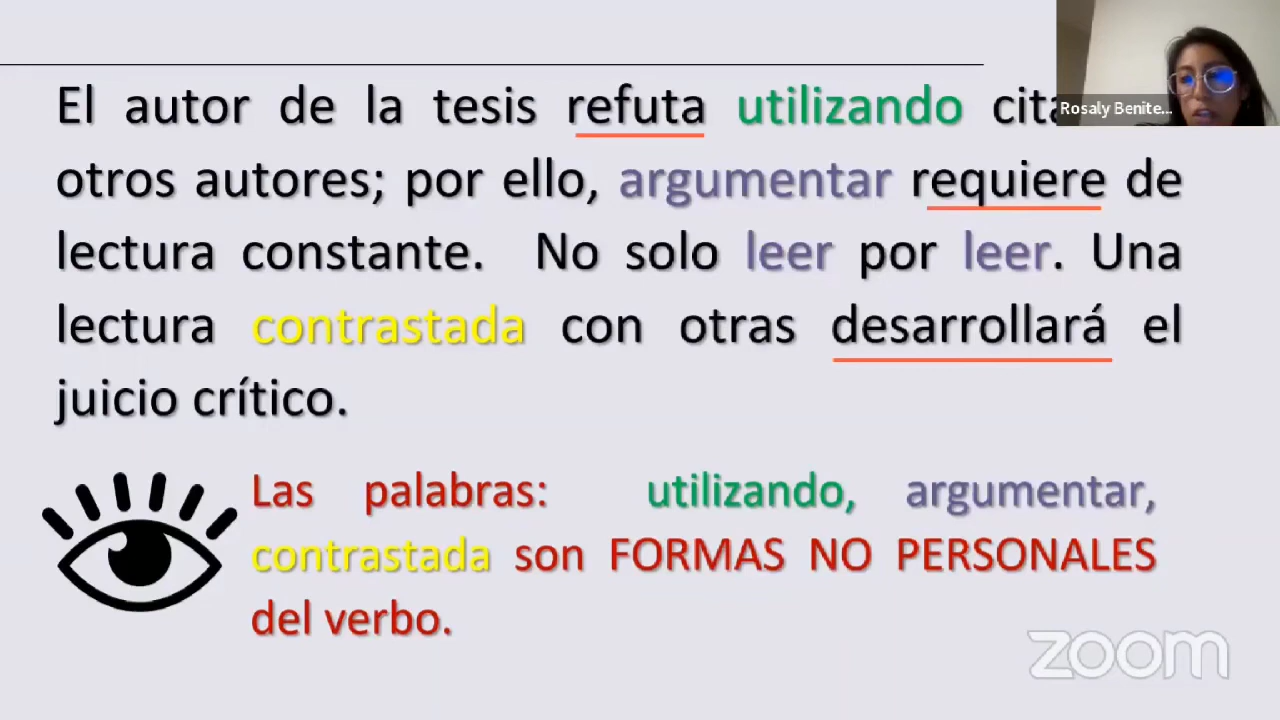 El autor de la tesis refuta utilizando
otros autores; por ello, argumentar requiere de
lectura constante. No solo leer por leer. Una
lectura contrastada con otras desarrollará el
juicio crítico.
Las palabras: utilizando, argumentar,
contrastada son FORMAS NO PERSONALES
del verbo.
Rosaly Benite...
zoom